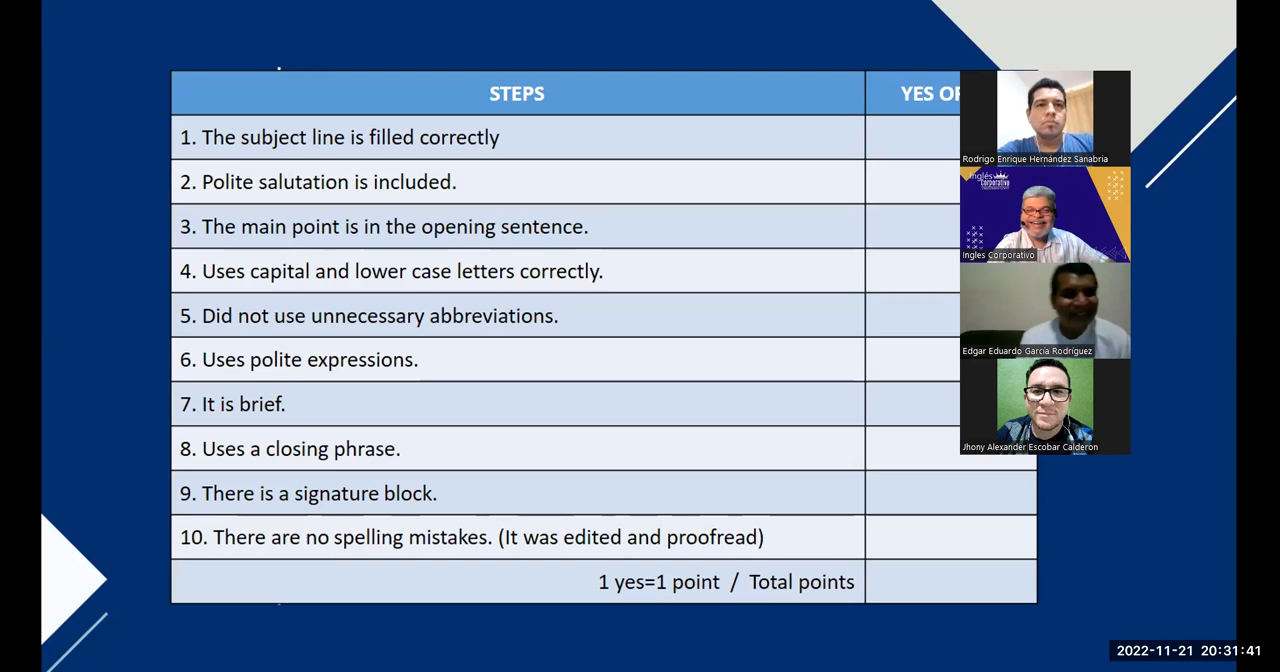 STEPS
YES OF
1. The subject line is filled correctly
2. Polite salutation is included.
3. The main point is in the opening sentence.
4. Uses capital and lower case letters correctly.
5. Did not use unnecessary abbreviations.
6. Uses polite expressions.
7. It is brief.
8. Uses a closing phrase.
9. There is a signature block.
10. There are no spelling mistakes. (It was edited and proofread)
1 yes=1 point / Total points
Rodrigo Enrique Hernández Sanabria
Inglés
Corporativo
Ingles Corporativo
Edgar Eduardo García Rodríguez
Jhony Alexander Escobar Calderon
2022-11-21 20:31:41